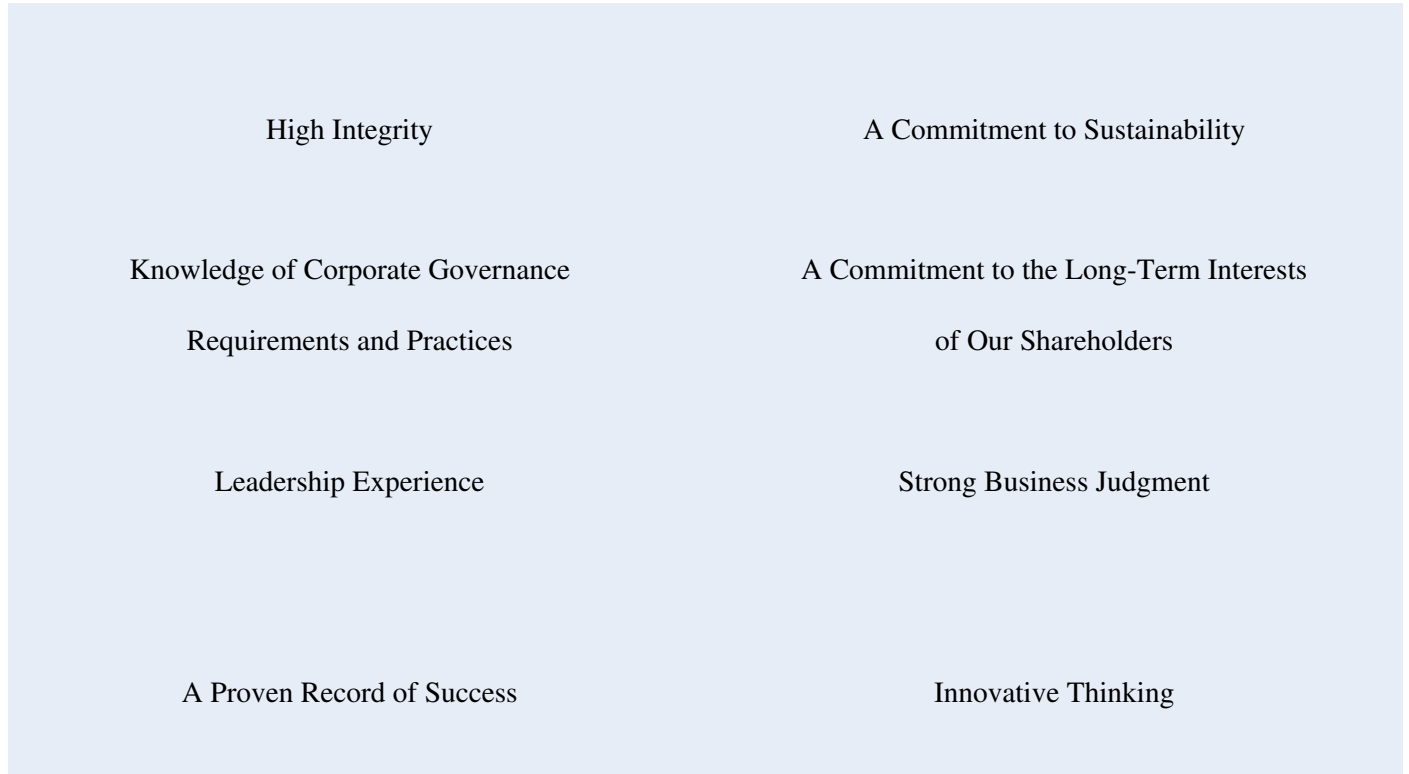 High Integrity
A Commitment to Sustainability
Knowledge of Corporate Governance
Requirements and Practices
A Commitment to the Long-Term Interests
of Our Shareholders
Leadership Experience
Strong Business Judgment
A Proven Record of Success
Innovative Thinking